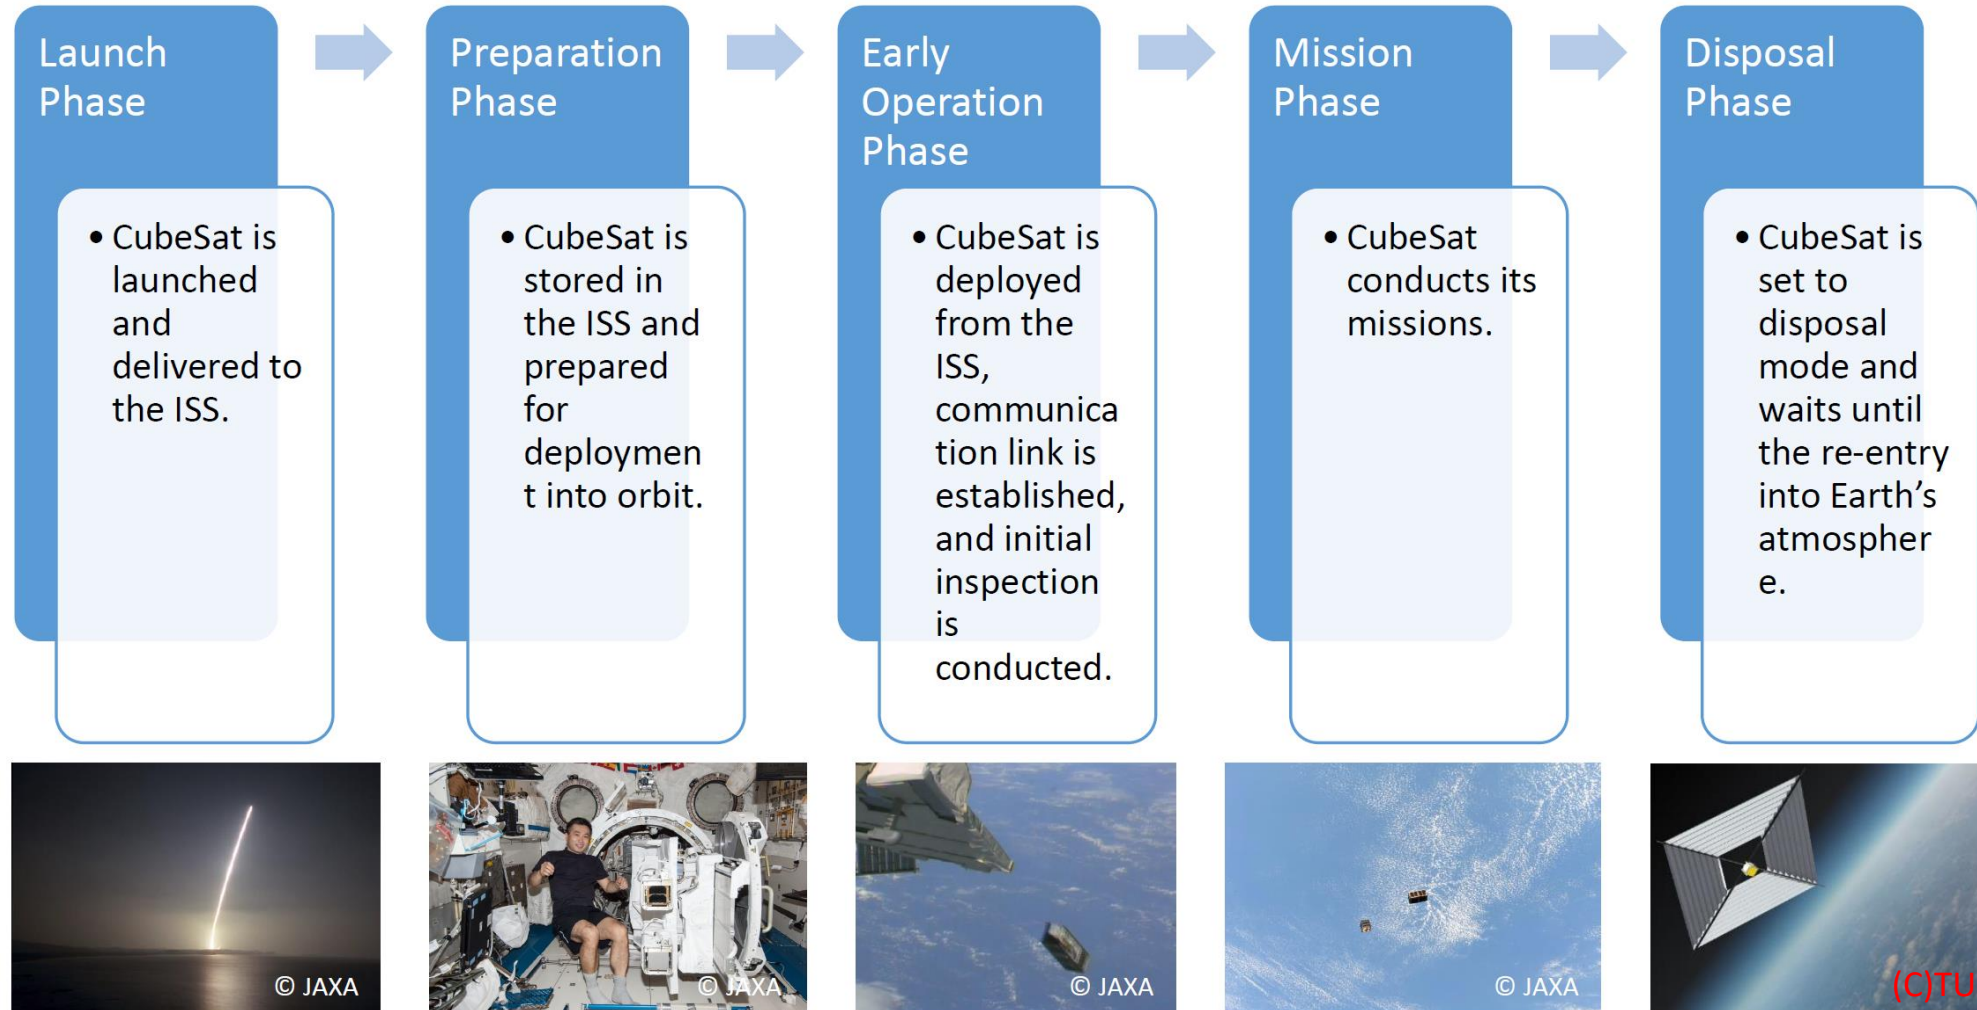 Launch
Phase
• CubeSat is
launched
and
delivered to
the ISS.
Preparation
Phase
• CubeSat is
stored in
the ISS and
prepared
for
deploymen
t into orbit.
Early
Operation
Phase
• CubeSat is
deployed
from the
ISS,
communica
tion link is
established,
and initial
inspection
is
conducted.
Mission
Phase
• CubeSat
conducts its
missions.
Disposal
Phase
• CubeSat is
set to
disposal
mode and
waits until
the re-entry
into Earth’s
atmospher
e.
© JAXA
© JAXA
© JAXA
© JAXA
(C)TU